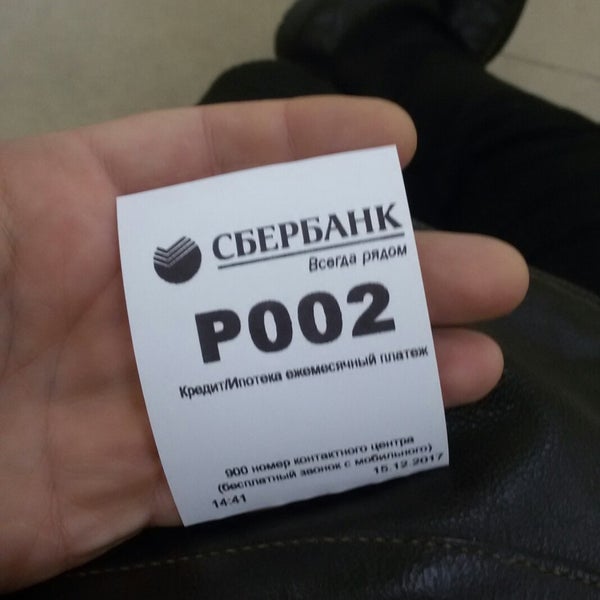 СБЕРБАНК
Всегда рядом
Р002
Кредит/Ипотека ежемесячный платеж
900 номер контактного центра
(бесплатный звонок с мобильного)
14:41 15.12.2017